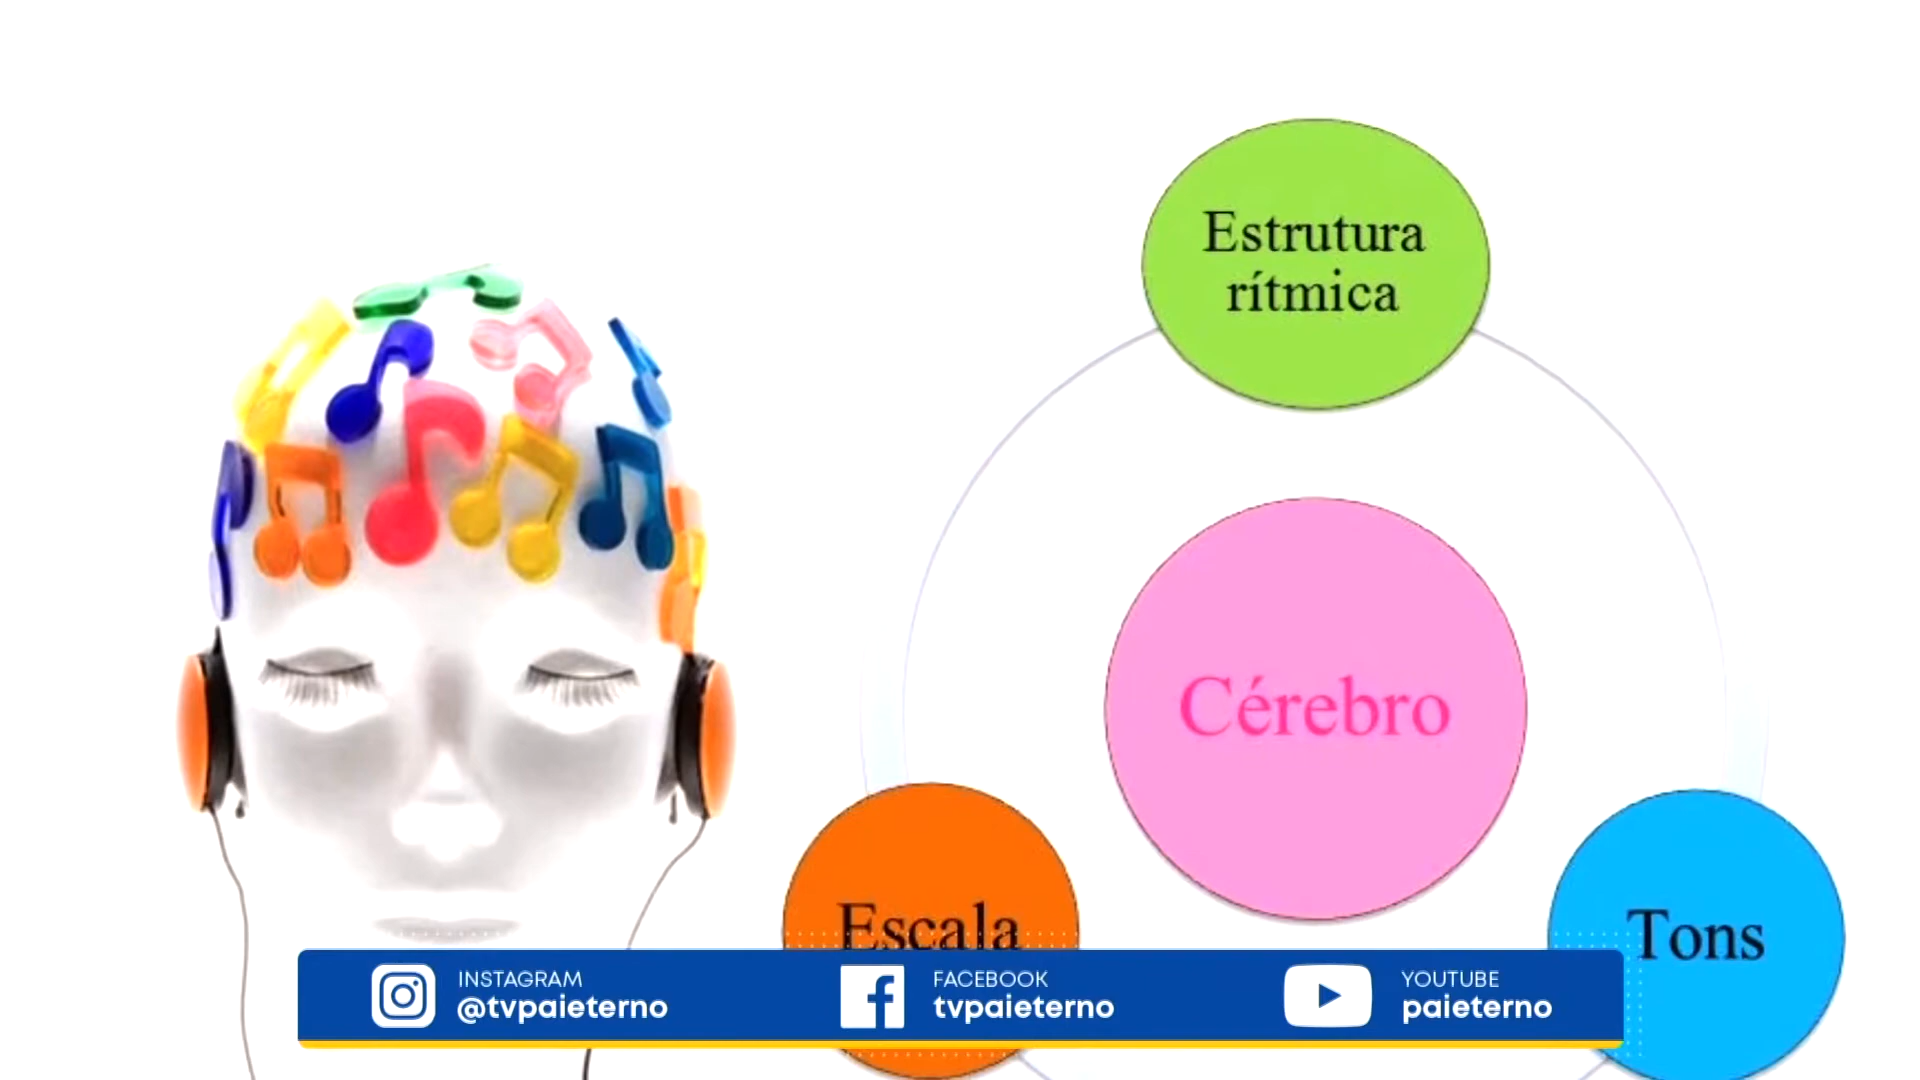 Estrutura
rítmica
Cérebro
Escala
Tons
INSTAGRAM
@tvpaieterno
FACEBOOK
tvpaieterno
YOUTUBE
paieterno